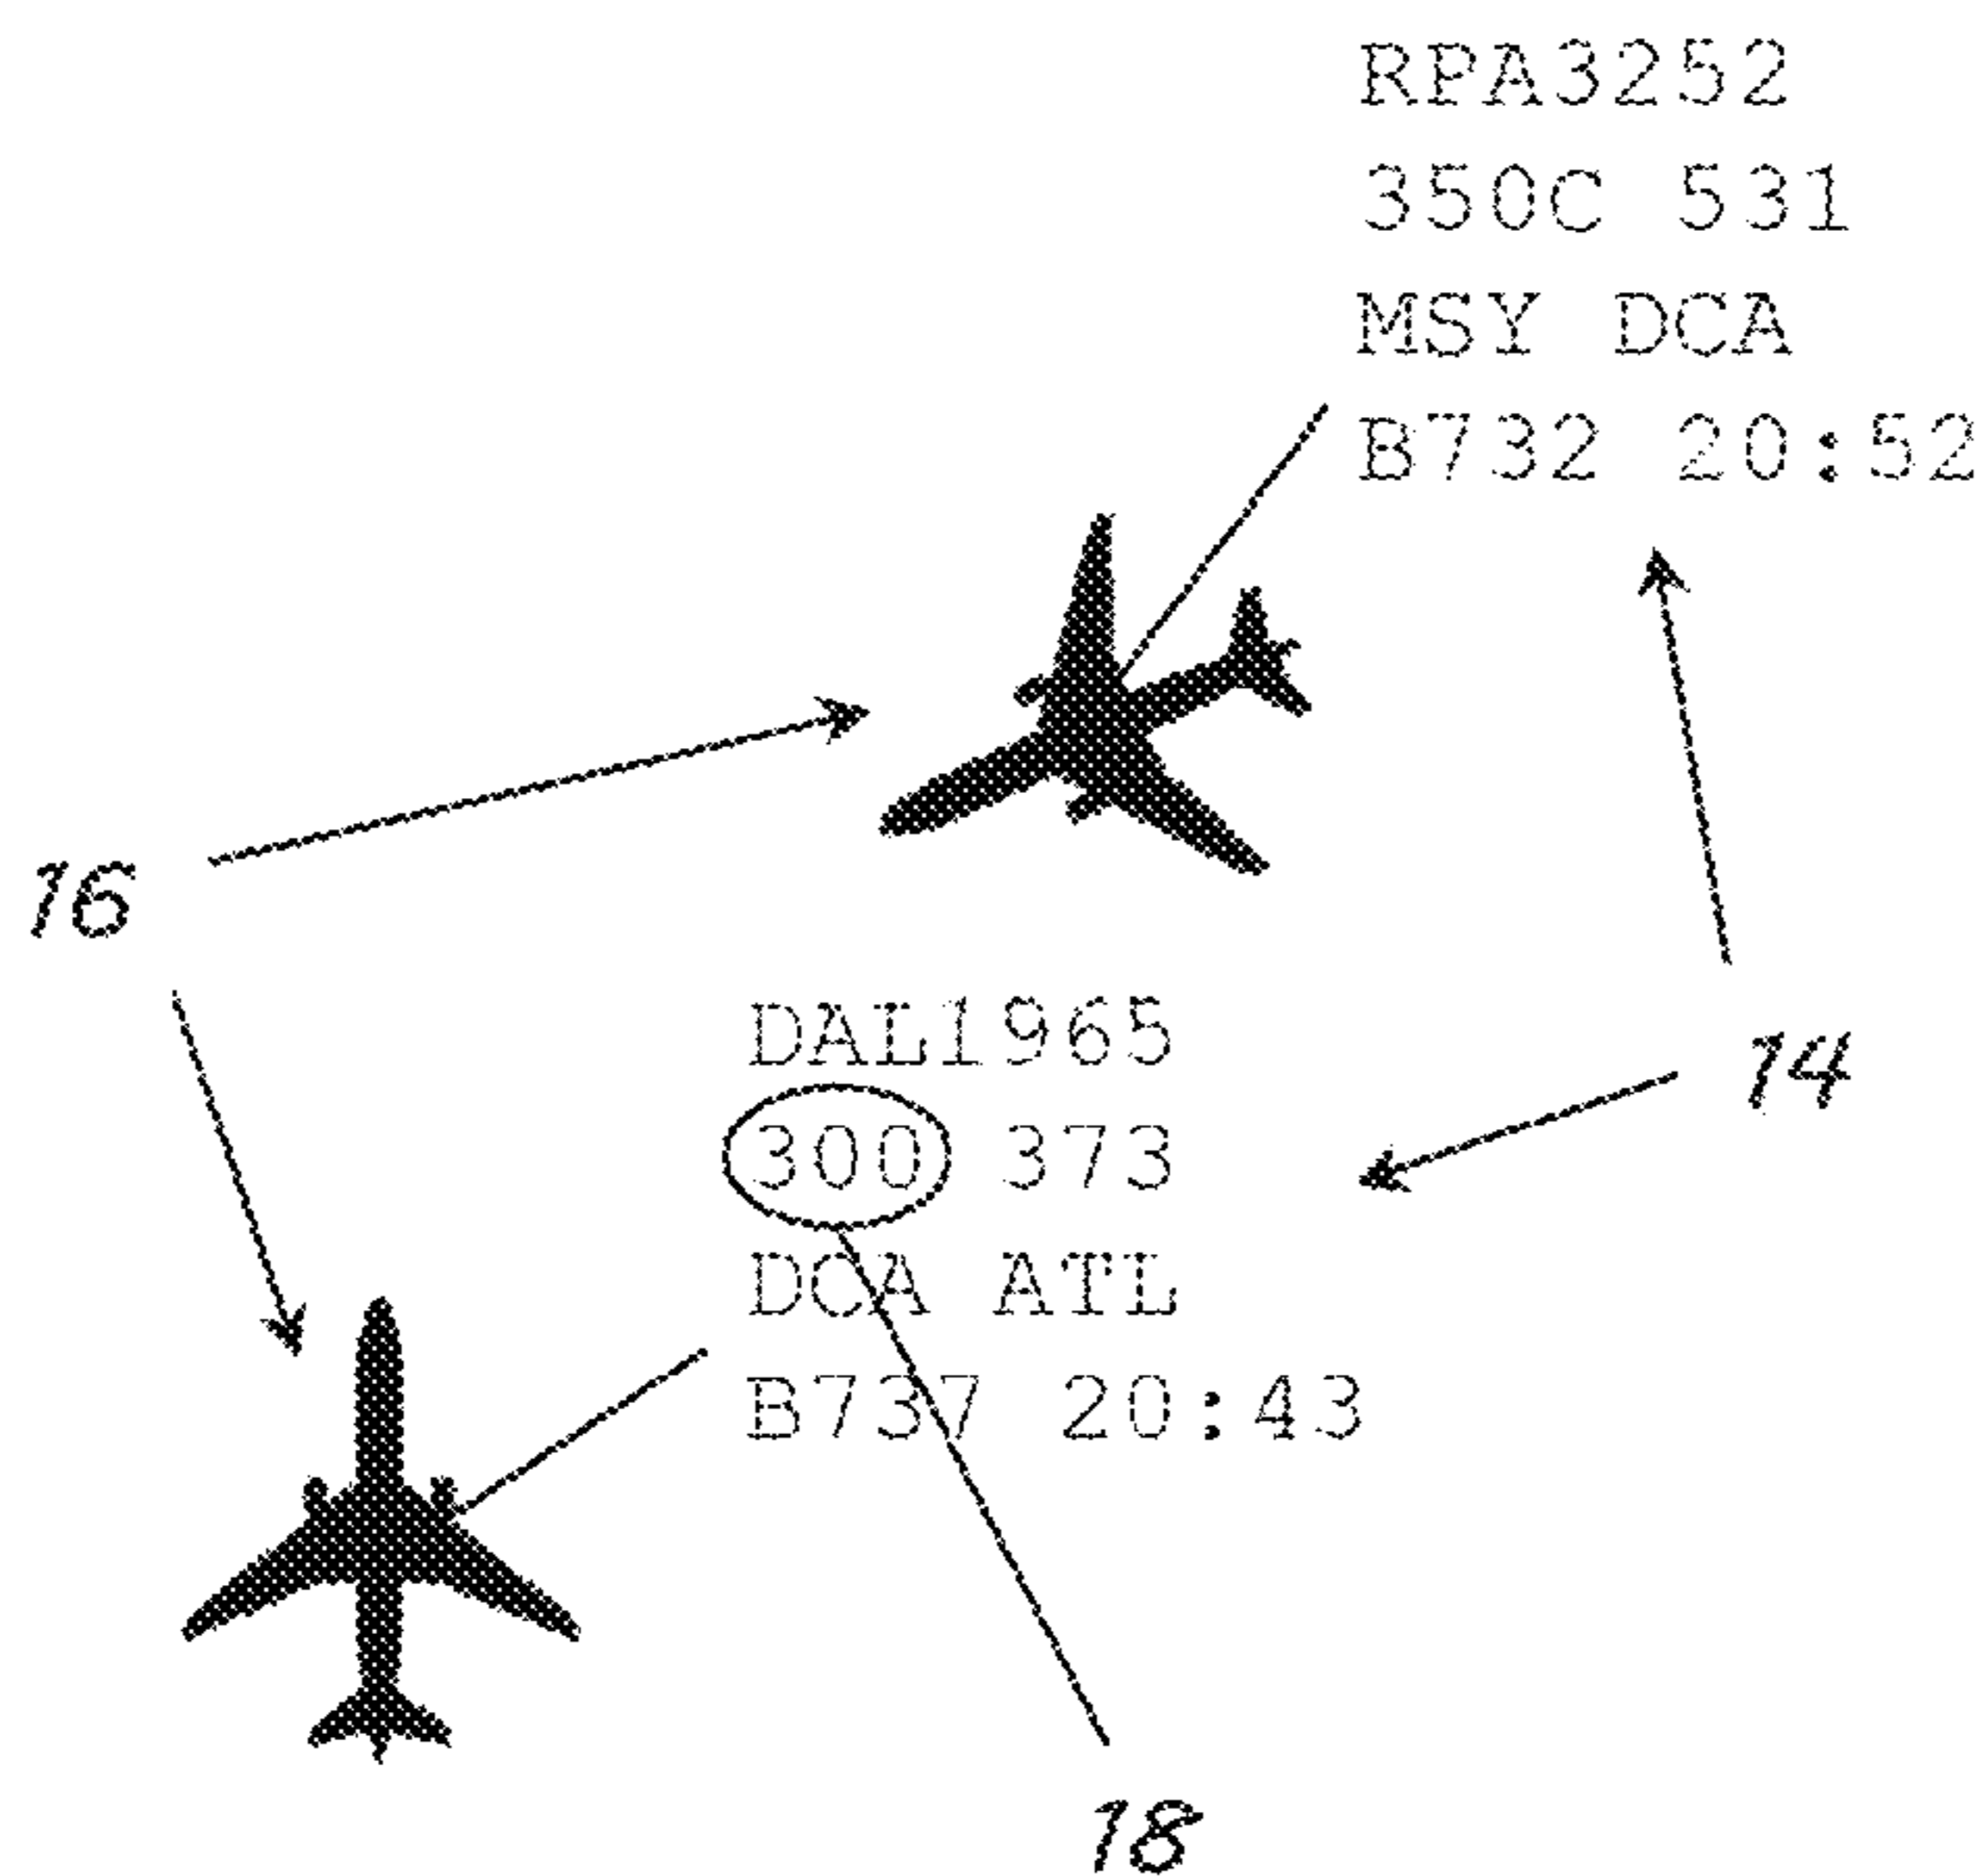 RPA3252
350C 531
MSY DCA
B732 20:52
16
DAL1965
14
300 373
DCA ATL
B737 20:43
18